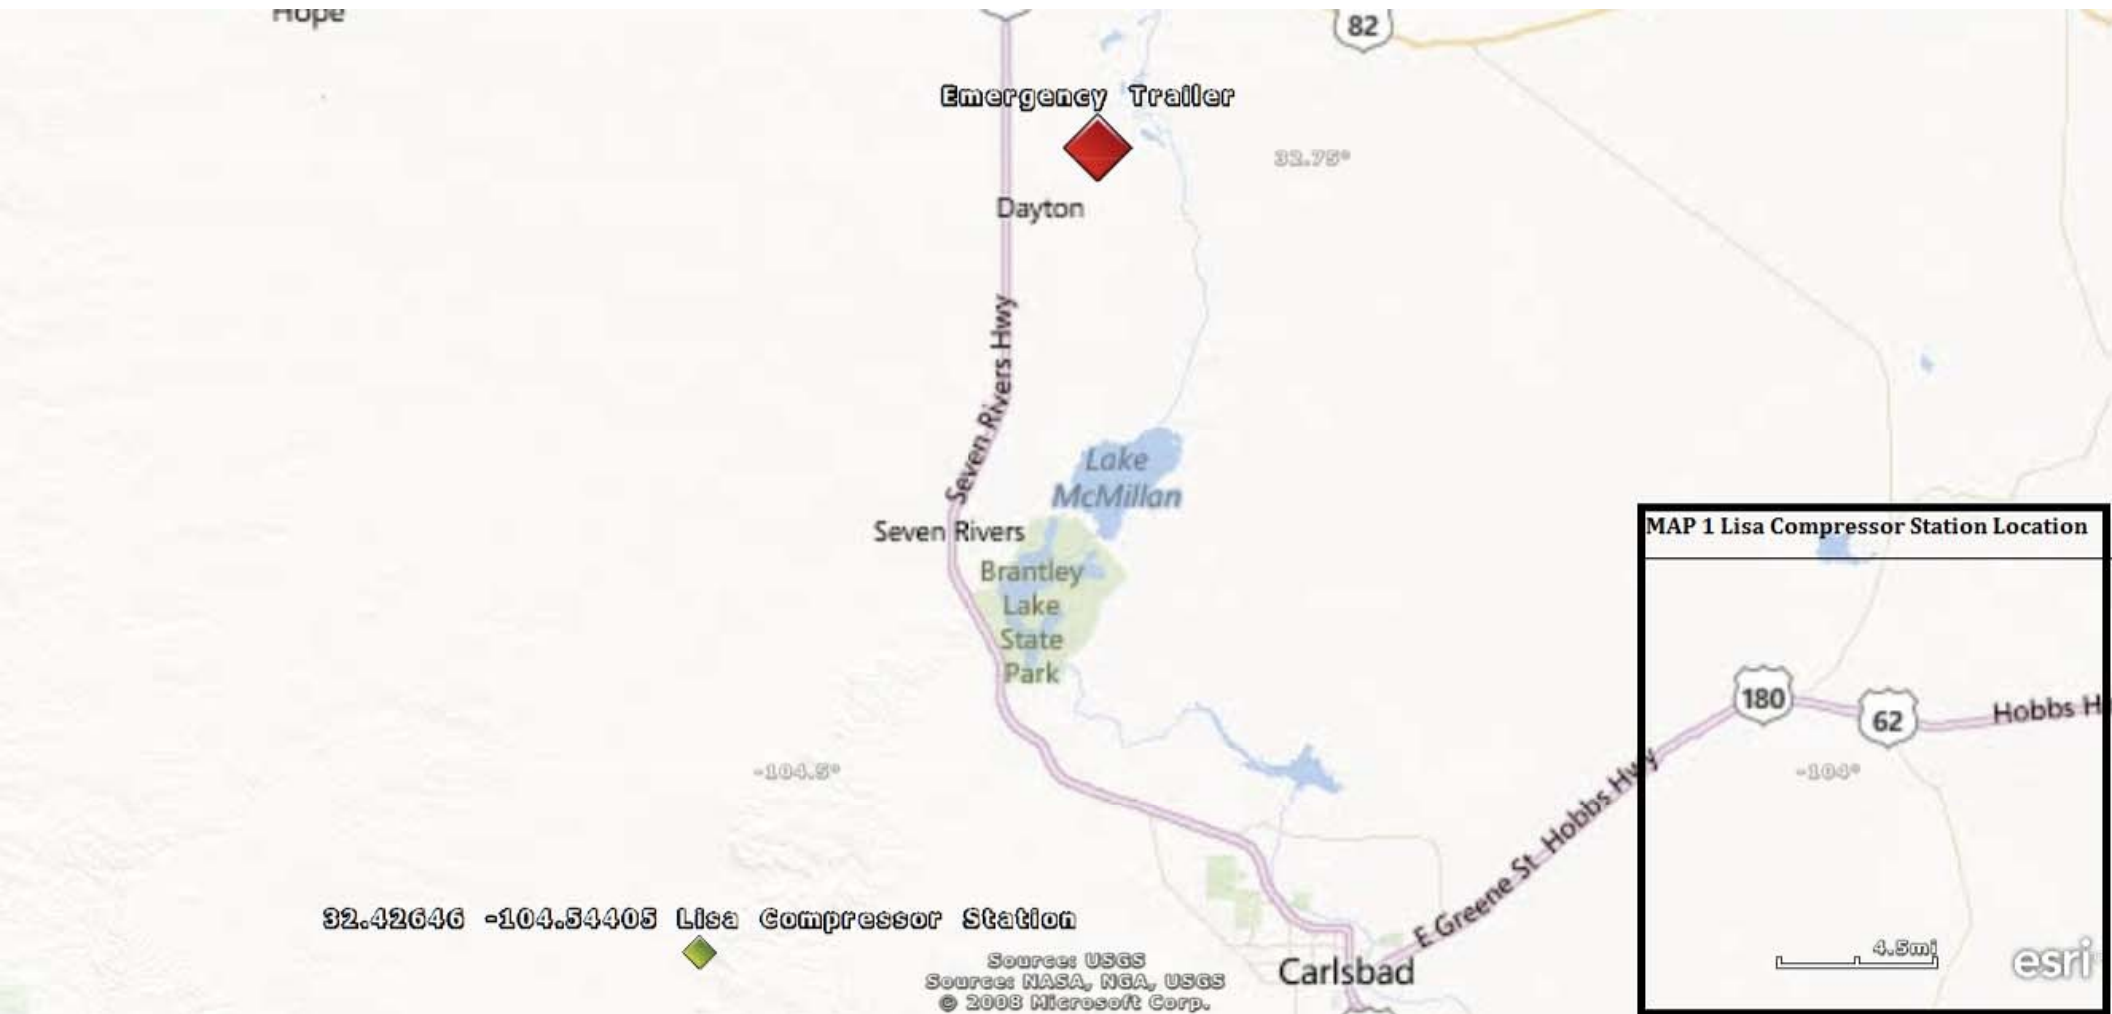 Hope
82
Emergency Trailer
32.75°
Dayton
Seven Rivers Hwy
Lake
McMillan
Seven Rivers
Brantley
Lake
State
Park
MAP 1 Lisa Compressor Station Location
180
62
Hobbs H
-104.5°
-104°
E Greene St Hobbs Hwy
32.42646 -104.54405 Lisa Compressor Station
4.5mi
esri
Carlsbad
Source: USGS
Source: NASA, NGA, USGS
© 2008 Microsoft Corp.